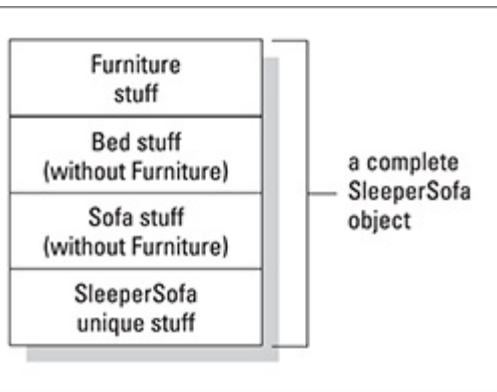 Furniture
stuff
Bed stuff
(without Furniture)
Sofa stuff
(without Furniture)
SleeperSofa
unique stuff
a complete
SleeperSofa
object